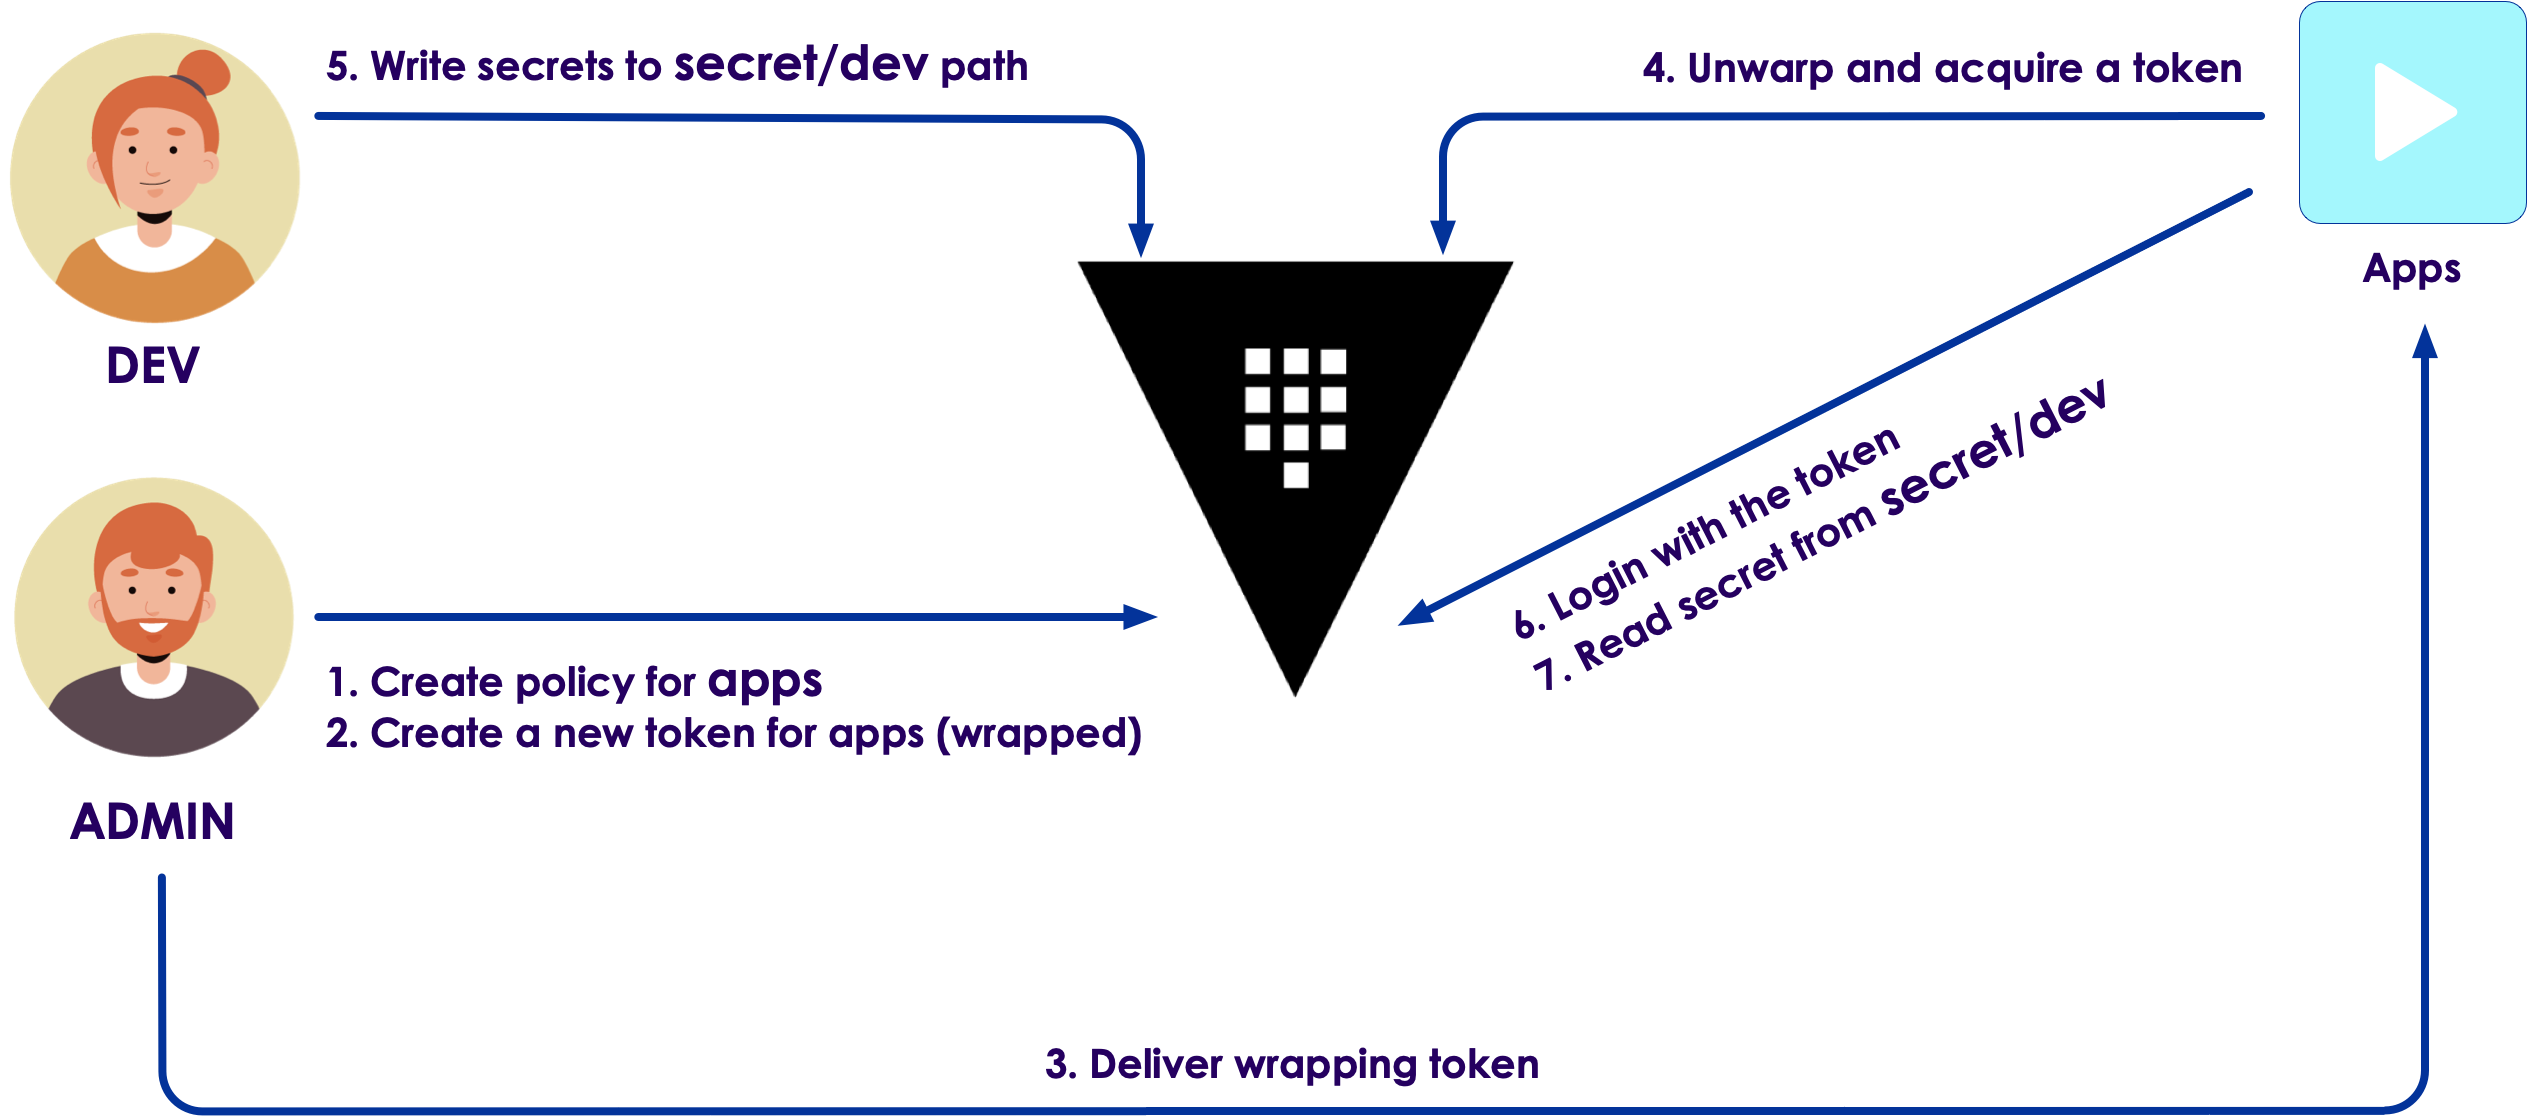 5. Write secrets to secret/dev path
4. Unwarp and acquire a token
Apps
DEV
6. Login with the token
7. Read secret from secret/dev
1. Create policy for apps
2. Create a new token for apps (wrapped)
ADMIN
3. Deliver wrapping token